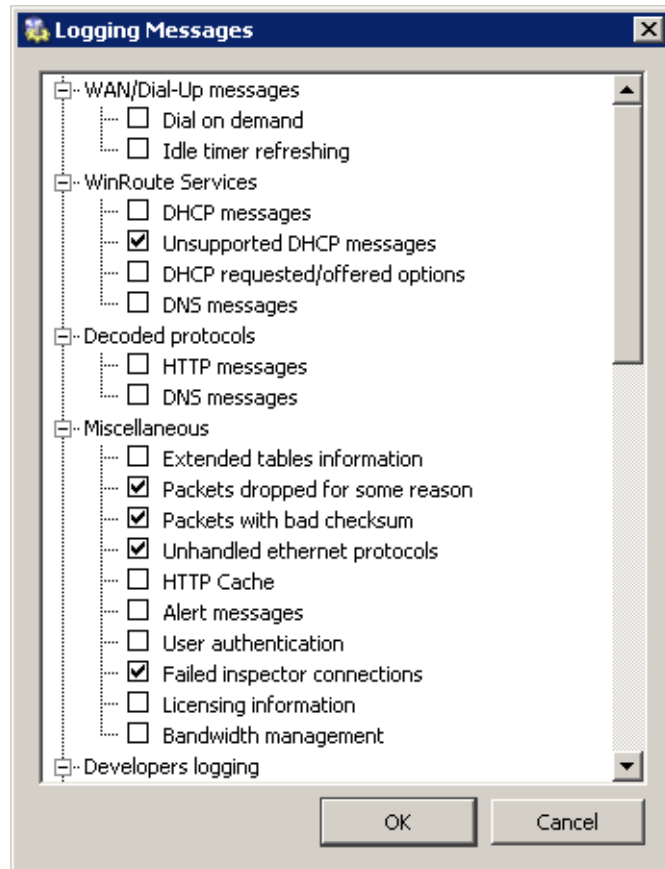 Logging Messages
WAN/Dial-Up messages
Dial on demand
Idle timer refreshing
WinRoute Services
DHCP messages
Unsupported DHCP messages
DHCP requested/offered options
DNS messages
Decoded protocols
HTTP messages
DNS messages
Miscellaneous
Extended tables information
Packets dropped for some reason
Packets with bad checksum
Unhandled ethernet protocols
HTTP Cache
Alert messages
User authentication
Failed inspector connections
Licensing information
Bandwidth management
Developers logging
OK Cancel